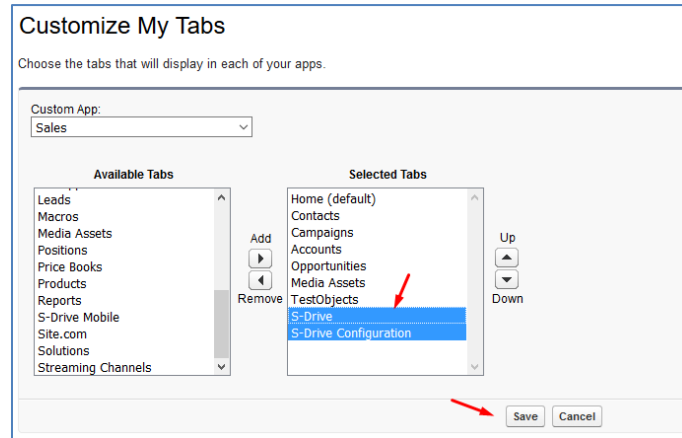 Customize My Tabs
Choose the tabs that will display in each of your apps.
Custom App:
Sales
Available Tabs
Leads
Macros
Media Assets
Positions
Price Books
Products
Reports
S-Drive Mobile
Site.com
Solutions
Streaming Channels
Add
Remove
Selected Tabs
Home (default)
Contacts
Campaigns
Accounts
Opportunities
Media Assets
TestObjects
S-Drive
S-Drive Configuration
Up
Down
Save
Cancel